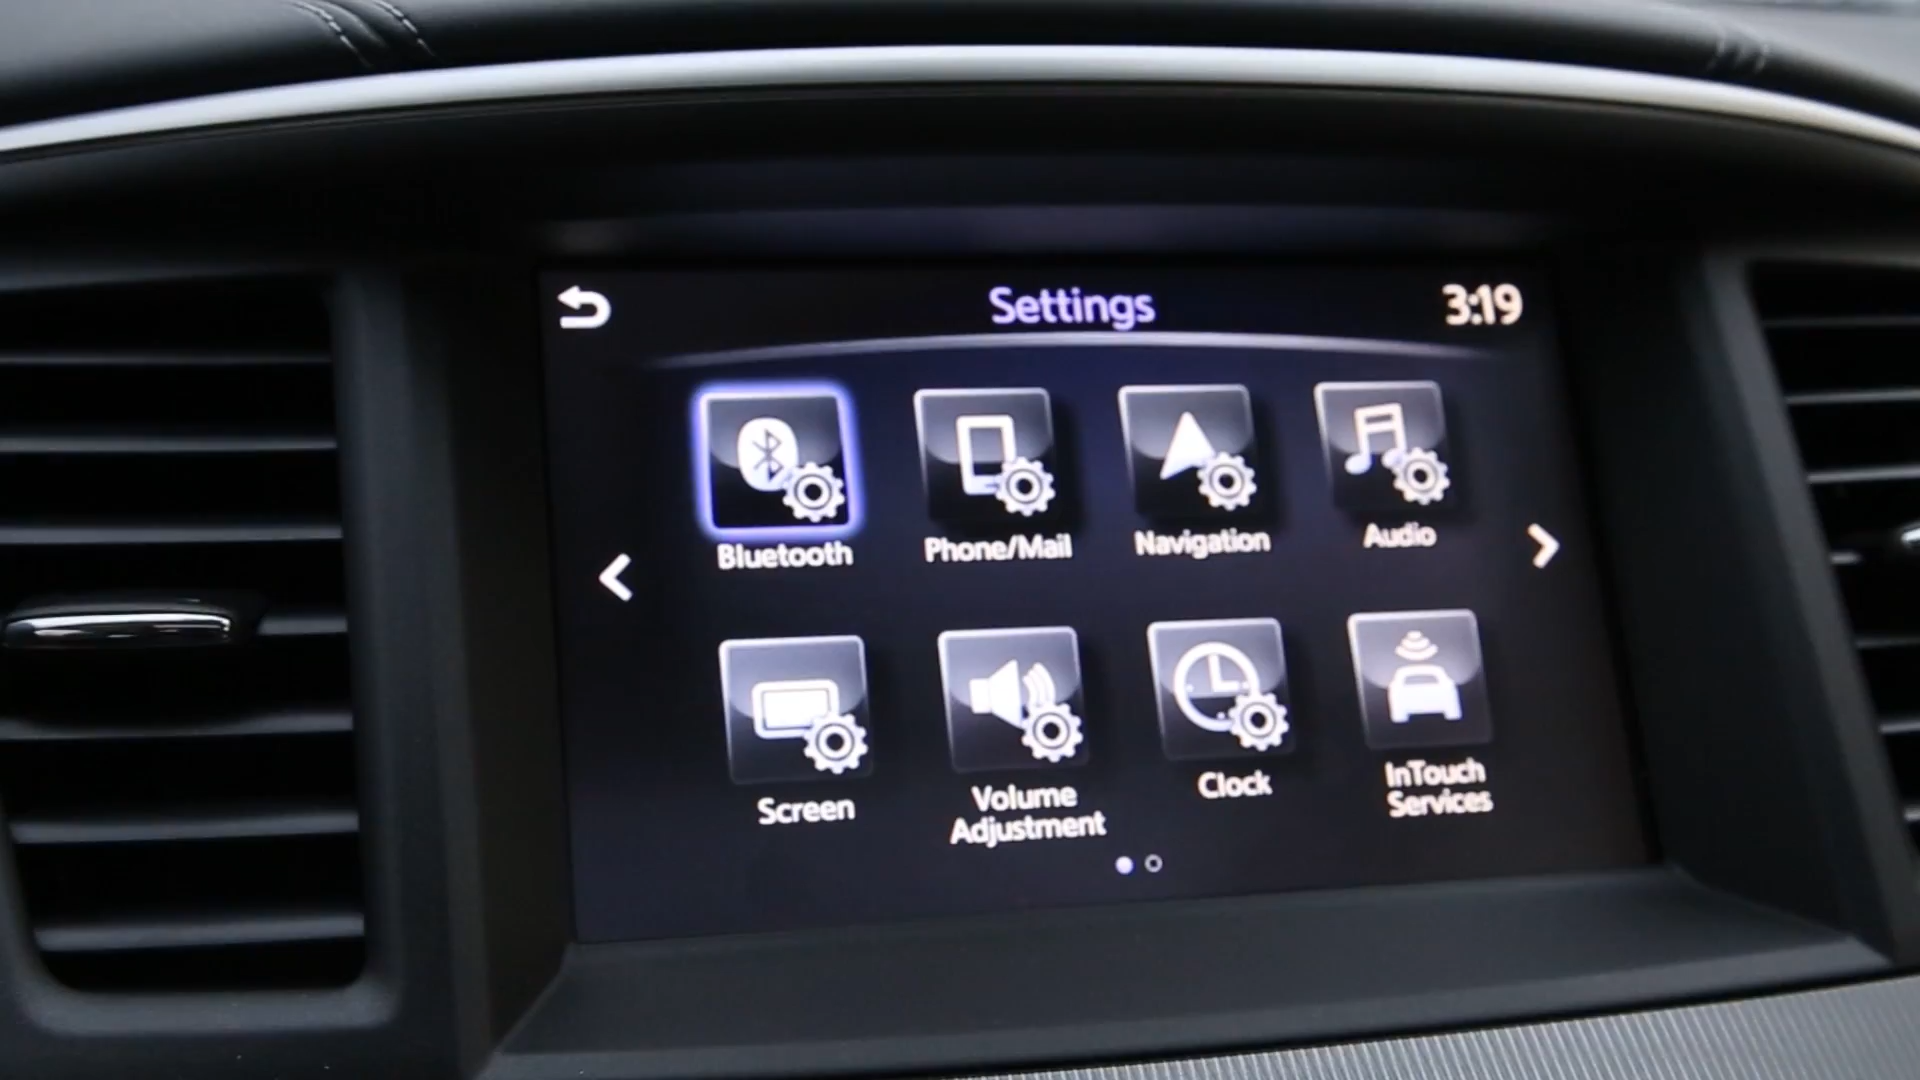 Settings
3:19
Bluetooth
Phone/Mail
Navigation
Audio
Screen
Volume
Adjustment
Clock
InTouch
Services